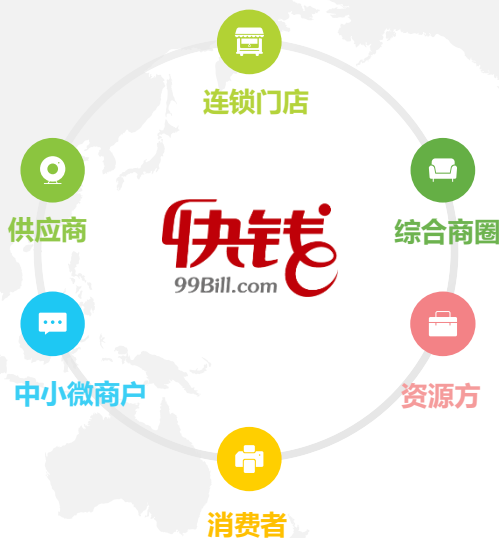 连锁门店
供应商
综合商圈
快钱
99Bill.com
中小微商户
资源方
消费者